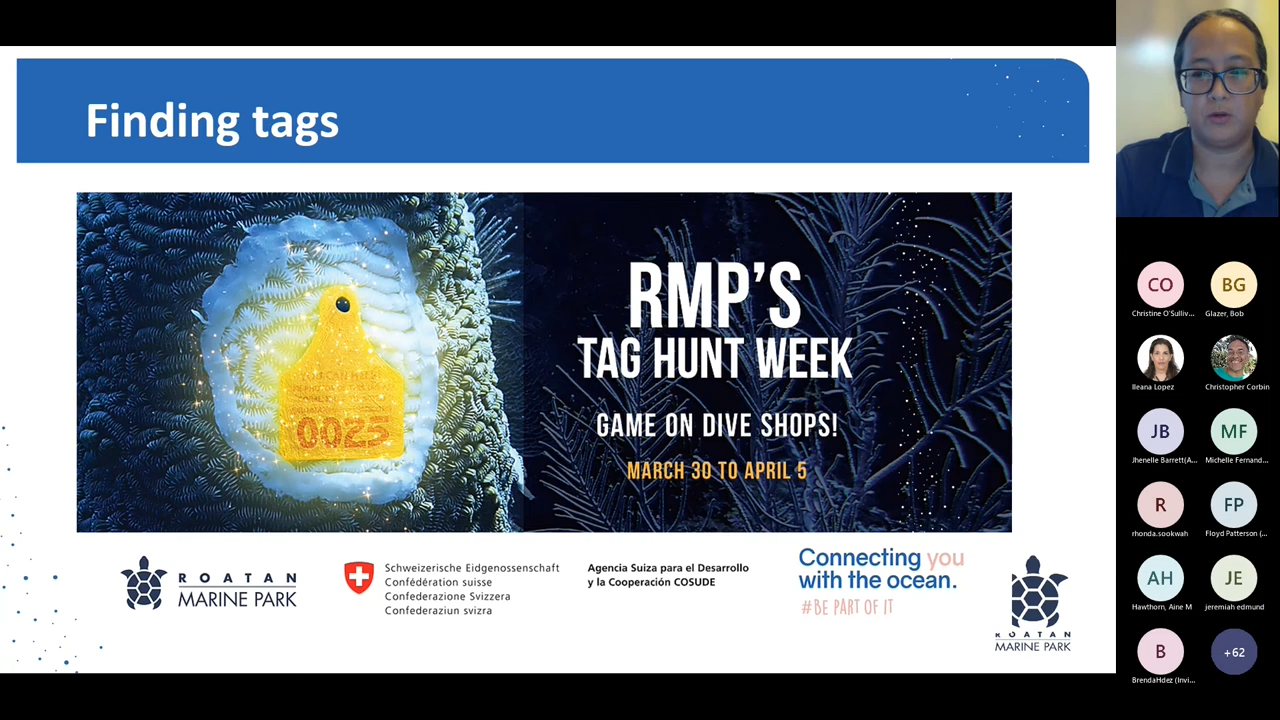 Finding tags
0025
RMP'S
TAG HUNT WEEK
GAME ON DIVE SHOPS!
MARCH 30 TO APRIL 5
ROATAN
MARINE PARK
Schweizerische Eidgenossenschaft
Confédération suisse
Confederazione Svizzera
Confederaziun svizra
Agencia Suiza para el Desarrollo
y la Cooperación COSUDE
Connecting you
with the ocean.
#BE PART OF IT
ROATAN
MARINE PARK
CO
BG
Christine O'Sulliv...
Glazer, Bob
Ileana Lopez
Christopher Corbin
JB
MF
Jhenelle Barrett(A...
Michelle Fernand...
R
FP
rhonda.sookwah
Floyd Patterson (...
AH
JE
Hawthorn, Aine M
jeremiah edmund
B
+62
BrendaHdez (Invi...